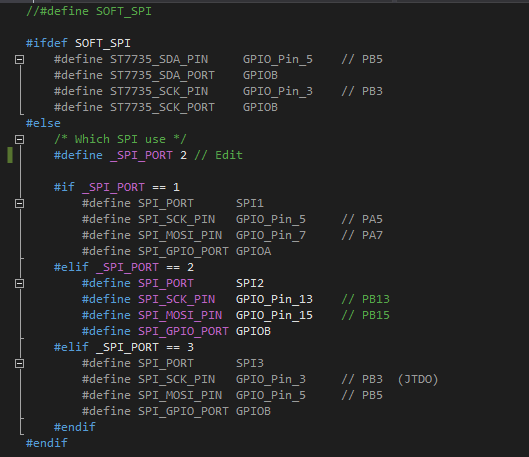 //#define SOFT_SPI

#ifdef SOFT_SPI
    #define ST7735_SDA_PIN     GPIO_Pin_5    // PB5
    #define ST7735_SDA_PORT    GPIOB
    #define ST7735_SCK_PIN     GPIO_Pin_3    // PB3
    #define ST7735_SCK_PORT    GPIOB
#else
    /* Which SPI use */
    #define _SPI_PORT 2 // Edit

    #if _SPI_PORT == 1
        #define SPI_PORT      SPI1
        #define SPI_SCK_PIN   GPIO_Pin_5    // PA5
        #define SPI_MOSI_PIN  GPIO_Pin_7    // PA7
        #define SPI_GPIO_PORT GPIOA
    #elif _SPI_PORT == 2
        #define SPI_PORT      SPI2
        #define SPI_SCK_PIN   GPIO_Pin_13    // PB13
        #define SPI_MOSI_PIN  GPIO_Pin_15    // PB15
        #define SPI_GPIO_PORT GPIOB
    #elif _SPI_PORT == 3
        #define SPI_PORT      SPI3
        #define SPI_SCK_PIN   GPIO_Pin_3     // PB3  (JTDO)
        #define SPI_MOSI_PIN  GPIO_Pin_5     // PB5
        #define SPI_GPIO_PORT GPIOB
    #endif
#endif